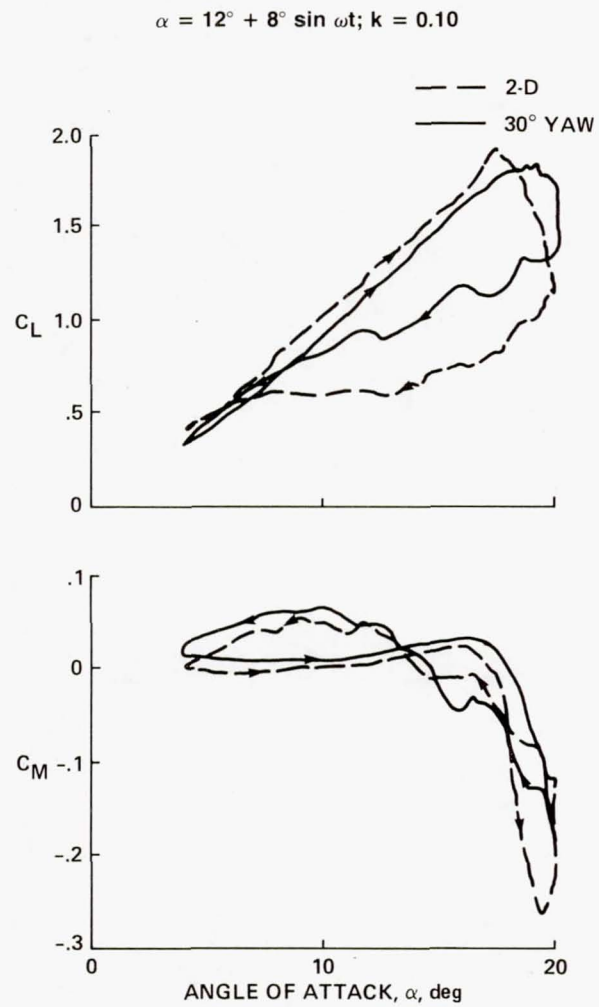 α = 12° + 8° sin ωt; k = 0.10
2-D
30° YAW
2.0
1.5
1.0
.5
0
C_L
.1
0
-.1
-.2
-.3
C_M
0
10
20
ANGLE OF ATTACK, α, deg